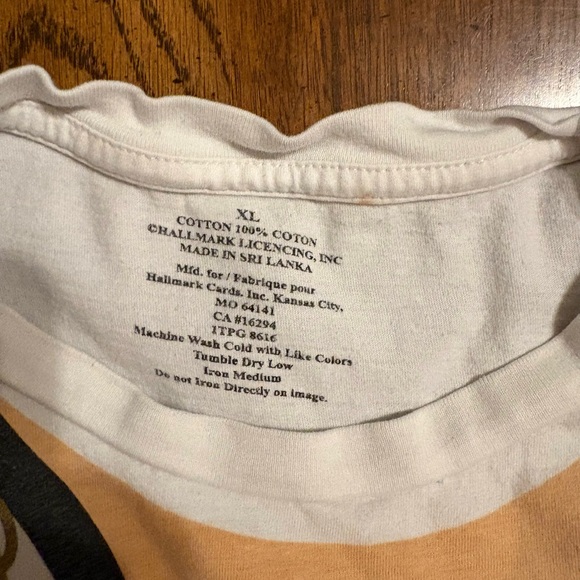 XL
COTTON 100% COTON
©HALLMARK LICENCING, INC
MADE IN SRI LANKA
Mfd. for / Fabrique pour
Hallmark Cards. Inc. Kansas City,
MO 64141
CA #16294
1TPG 8616
Machine Wash Cold with Like Colors
Tumble Dry Low
Iron Medium
Do not Iron Directly on image.